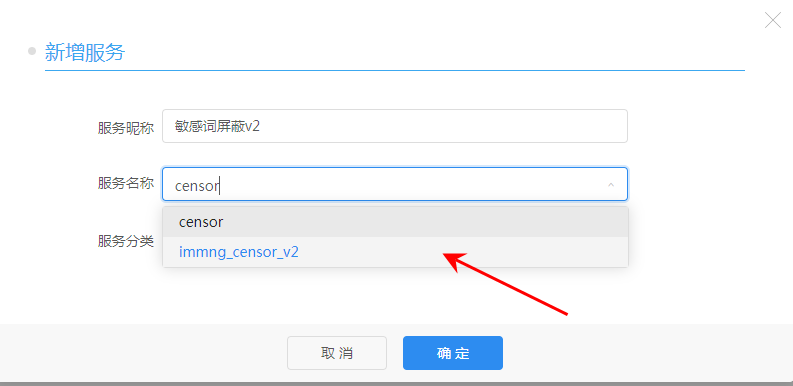 新增服务
服务昵称 敏感词屏蔽v2
服务名称 censor
censor
服务分类
immng_censor_v2
取消 确定